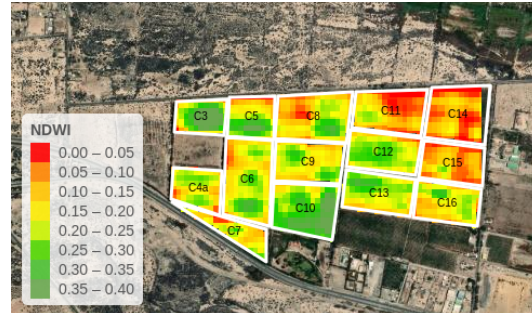 C3
C5
C8
C11
C14
C4a
C6
C9
C12
C15
C7
C10
C13
C16
NDWI
0.00 – 0.05
0.05 – 0.10
0.10 – 0.15
0.15 – 0.20
0.20 – 0.25
0.25 – 0.30
0.30 – 0.35
0.35 – 0.40